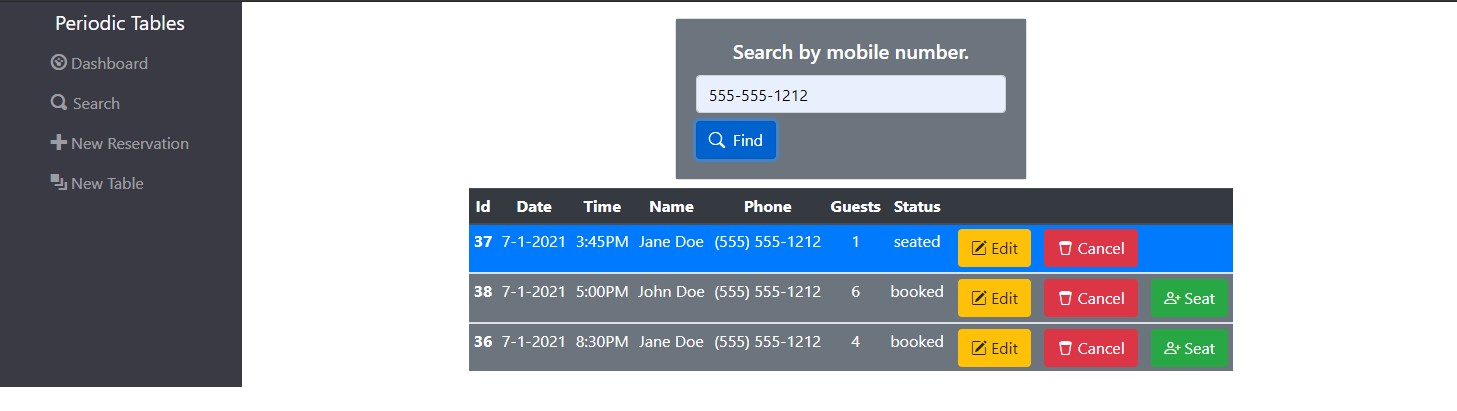 Periodic Tables
Dashboard
Search
New Reservation
New Table
Search by mobile number.
555-555-1212
Find
Id Date Time Name Phone Guests Status
37 7-1-2021 3:45PM Jane Doe (555) 555-1212 1 seated Edit Cancel
38 7-1-2021 5:00PM John Doe (555) 555-1212 6 booked Edit Cancel Seat
36 7-1-2021 8:30PM Jane Doe (555) 555-1212 4 booked Edit Cancel Seat